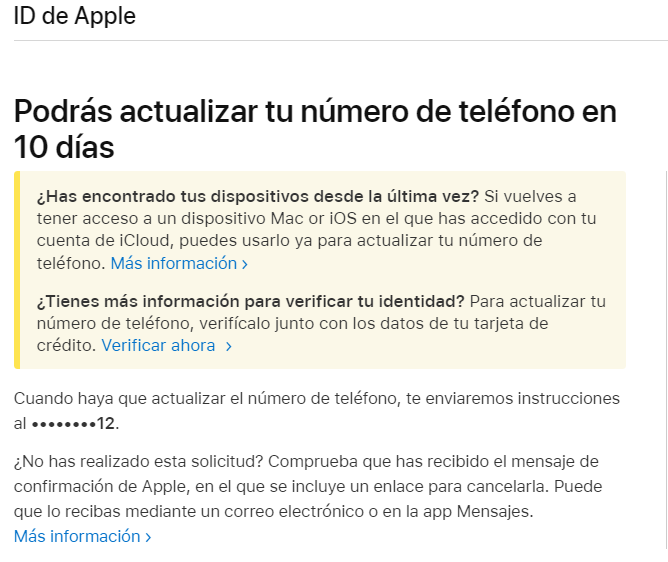 ID de Apple
Podrás actualizar tu número de teléfono en
10 días
¿Has encontrado tus dispositivos desde la última vez? Si vuelves a
tener acceso a un dispositivo Mac or iOS en el que has accedido con tu
cuenta de iCloud, puedes usarlo ya para actualizar tu número de
teléfono. Más información ›
¿Tienes más información para verificar tu identidad? Para actualizar tu
número de teléfono, verifícalo junto con los datos de tu tarjeta de
crédito. Verificar ahora ›
Cuando haya que actualizar el número de teléfono, te enviaremos instrucciones
al ••••••••12.
¿No has realizado esta solicitud? Comprueba que has recibido el mensaje de
confirmación de Apple, en el que se incluye un enlace para cancelarla. Puede
que lo recibas mediante un correo electrónico o en la app Mensajes.
Más información ›